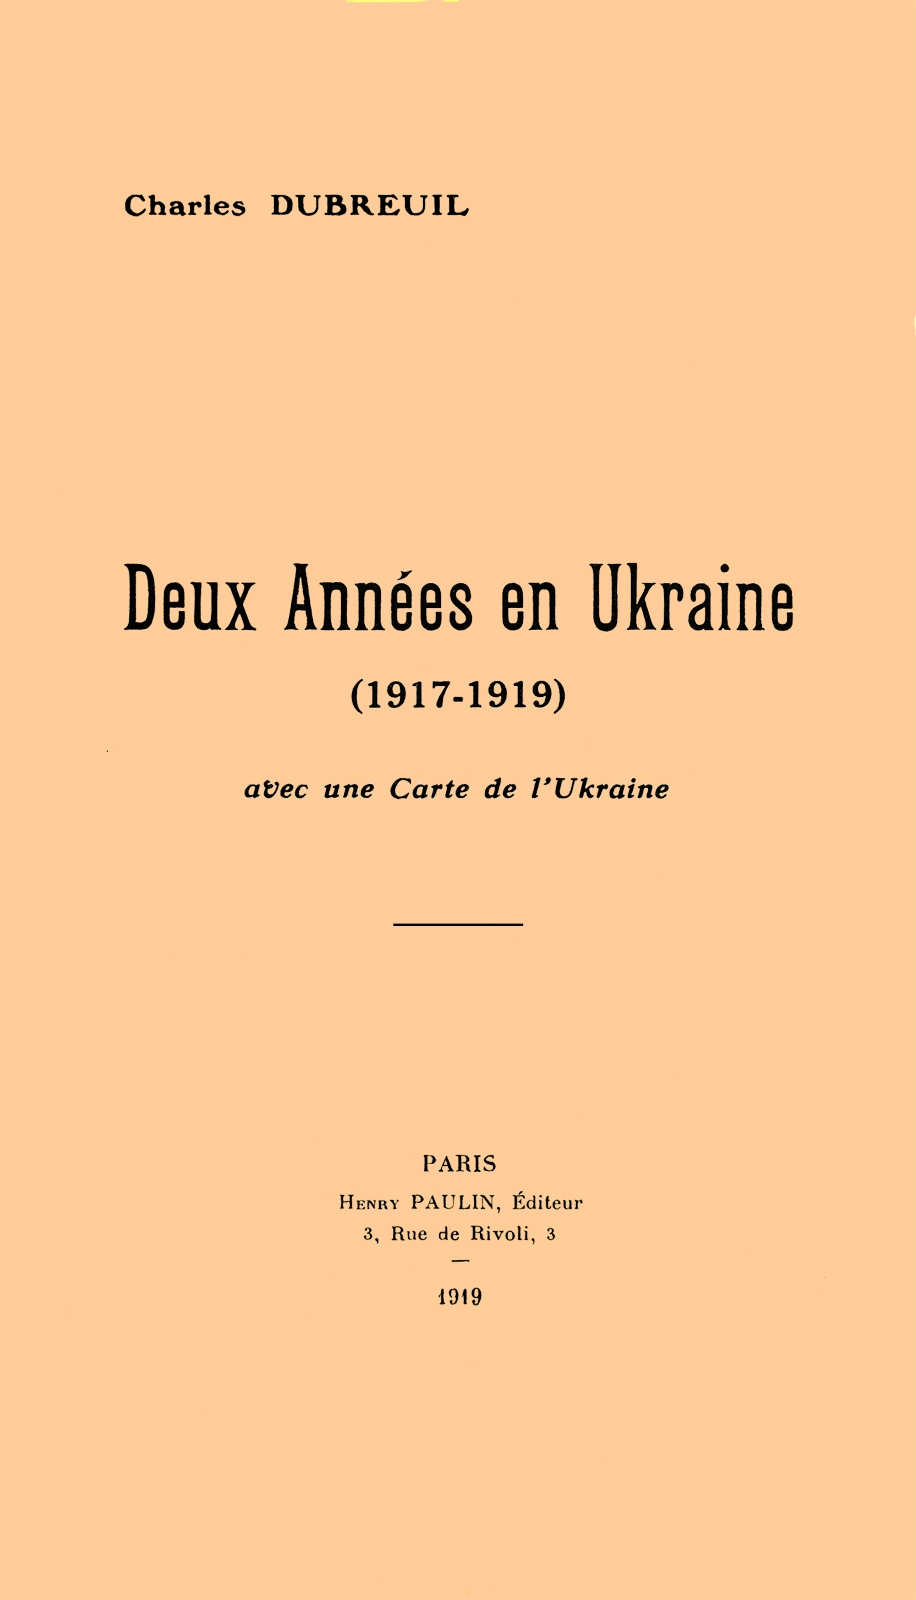 Charles DUBREUIL
Deux Années en Ukraine
(1917-1919)
avec une Carte de l'Ukraine
PARIS
Henry PAULIN, Éditeur
3, Rue de Rivoli, 3
1919